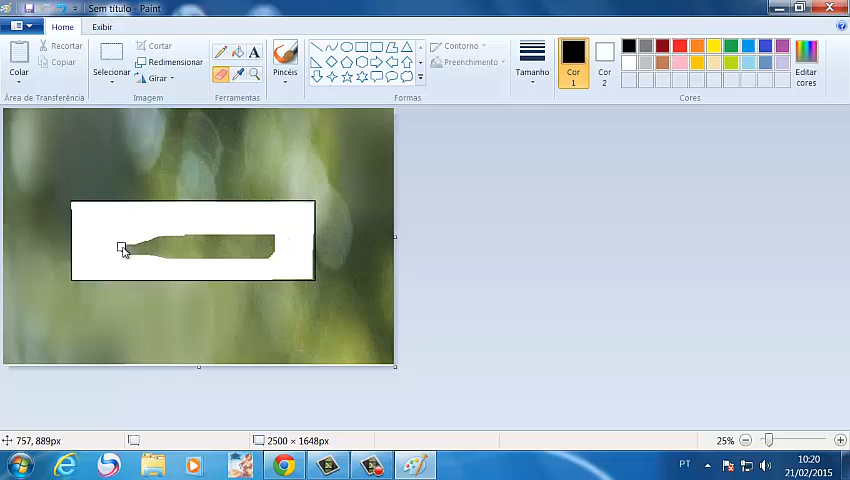 Sem título - Paint
Home Exibir
Colar
Recortar
Copiar
Área de Transferência
Selecionar
Cortar
Redimensionar
Girar
Imagem
A
Ferramentas
Pincéis
Contorno
Preenchimento
Formas
Tamanho
Cor
1
Cor
2
Editar
cores
Cores
757, 889px
2500 × 1648px
25%
PT
10:20
21/02/2015